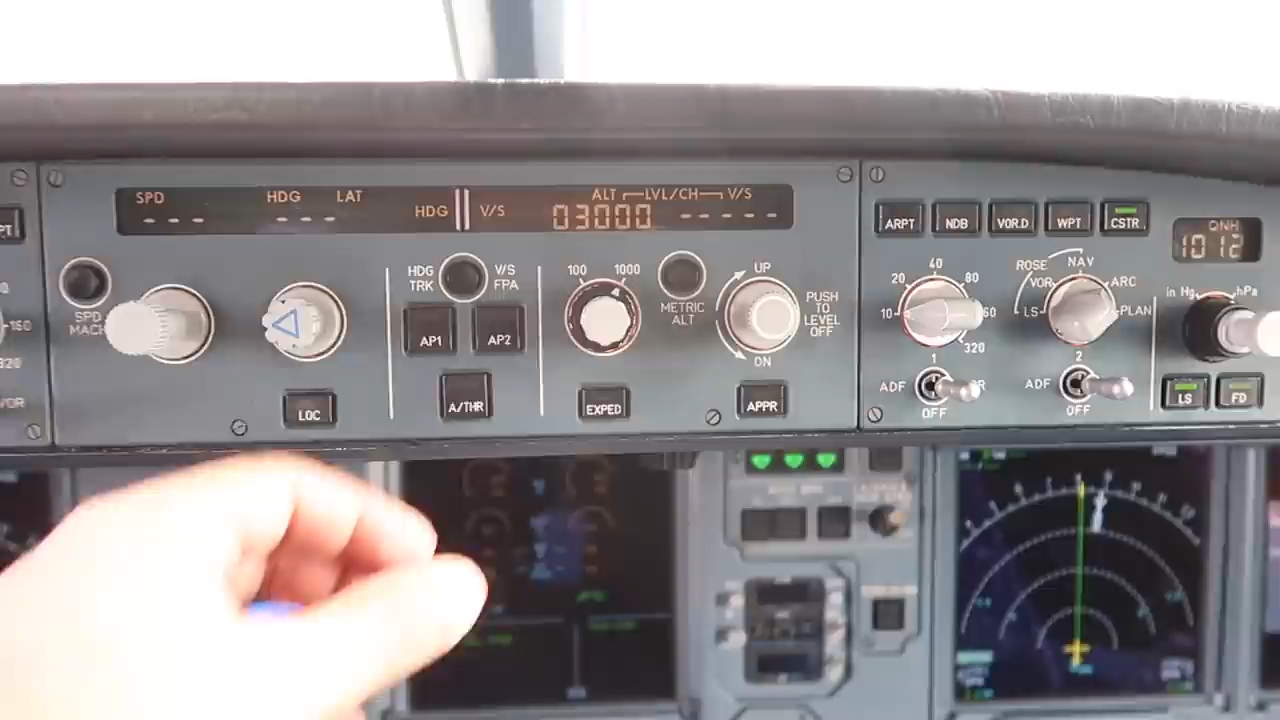 SPD HDG LAT ALT LVL/CH V/S
--- --- HDG V/S 03000 -----
SPD
MACH
LOC
HDG
TRK
V/S
FPA
AP1 AP2
A/THR
100 1000
METRIC
ALT
EXPED
UP
PUSH
TO
LEVEL
OFF
ON
APPR
ARPT NDB VOR.D WPT CSTR
10 20 40 80 60 320
ROSE NAV
LS VOR ARC
PLAN
1
ADF
OFF
2
ADF
OFF
QNH
1012
in Hg hPa
LS FD
PT
160
320
VOR